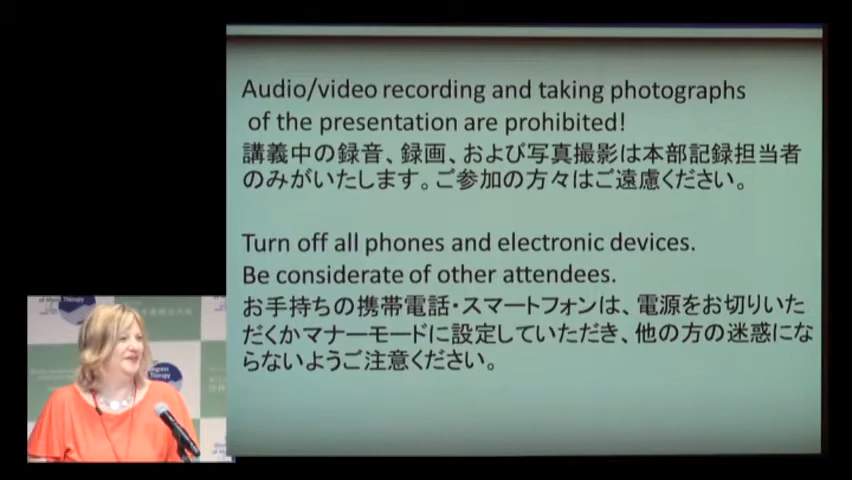 Audio/video recording and taking photographs
of the presentation are prohibited!
講義中の録音、録画、および写真撮影は本部記録担当者
のみがいたします。ご参加の方々はご遠慮ください。
Turn off all phones and electronic devices.
Be considerate of other attendees.
お手持ちの携帯電話・スマートフォンは、電源をお切りいた
だくかマナーモードに設定していただき、他の方の迷惑にな
らないようご注意ください。
of Music Therapy